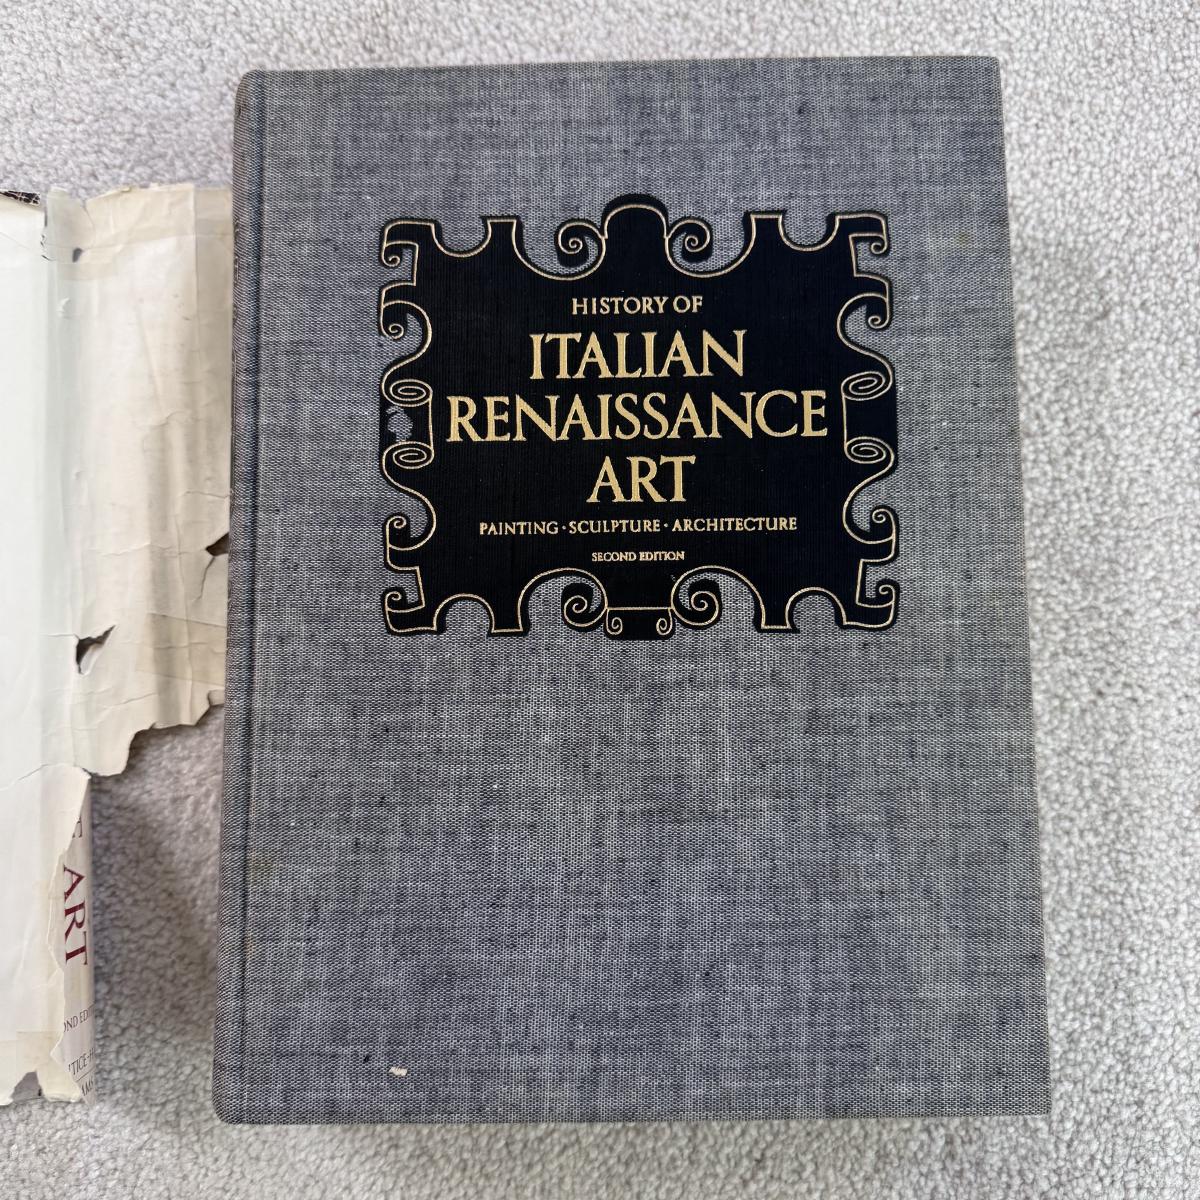 HISTORY OF
ITALIAN
RENAISSANCE
ART
PAINTING · SCULPTURE · ARCHITECTURE
SECOND EDITION
ART